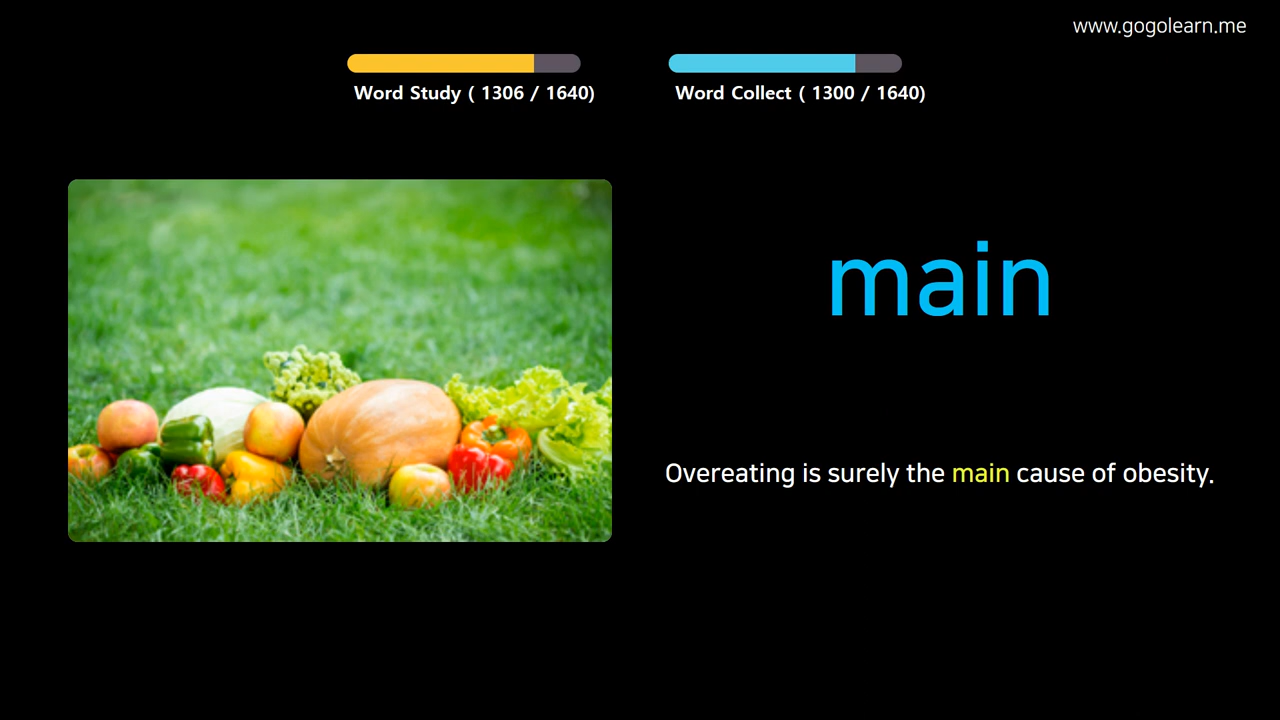 www.gogolearn.me
Word Study ( 1306 / 1640)
Word Collect ( 1300 / 1640)
main
Overeating is surely the main cause of obesity.